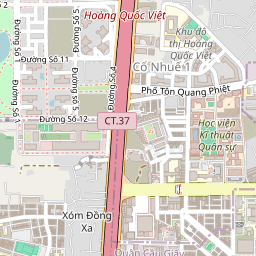 Hoàng Quốc Việt
Khu đô
thị Hoàng
Quốc Việt
Đường Số 5
Đường Số 4
Đường Số 11
Cổ Nhuế 1
Phố Tôn Quang Phiệt
Đường Số 5
Đường Số 12
CT.37
Học viện
Kĩ thuật
Quân sự
Xóm Đồng
Xa
Quận Cầu Giấy